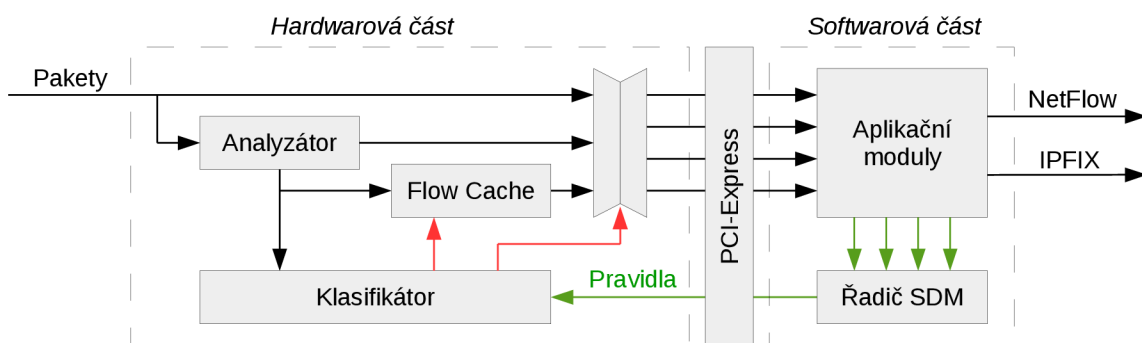 Hardwarová část
Softwarová část
Pakety
NetFlow
Analyzátor
Aplikační
moduly
IPFIX
Flow Cache
PCI-Express
Pravidla
Klasifikátor
Řadič SDM